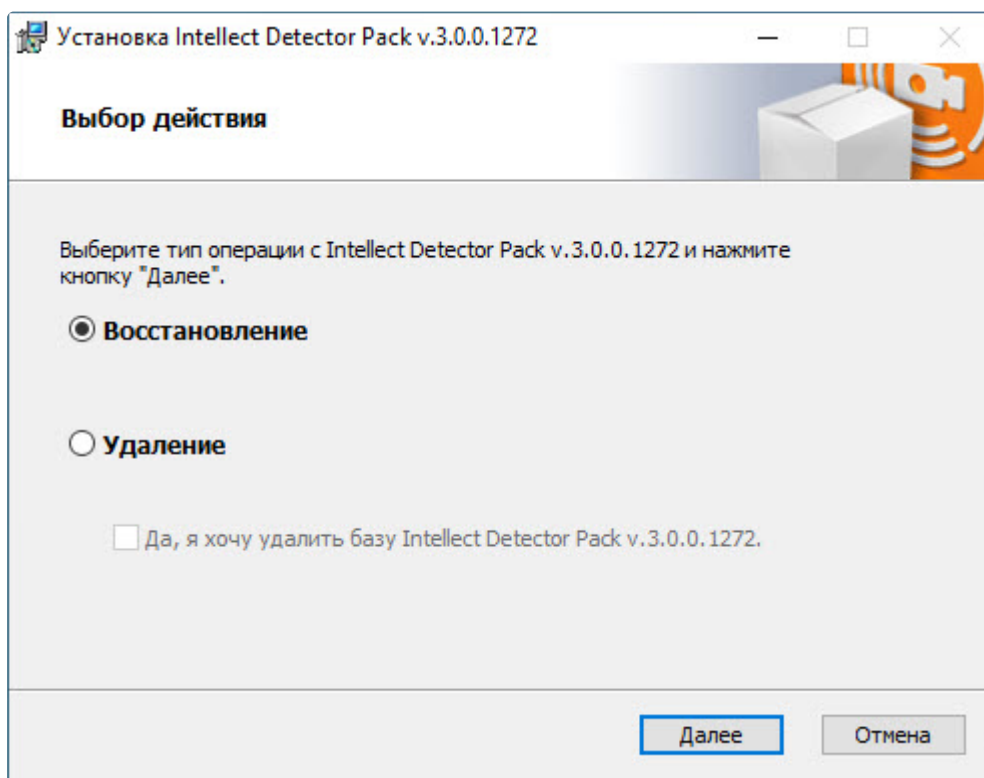 Установка Intellect Detector Pack v.3.0.0.1272
Выбор действия
Выберите тип операции с Intellect Detector Pack v.3.0.0.1272 и нажмите
кнопку "Далее".
Восстановление
Удаление
Да, я хочу удалить базу Intellect Detector Pack v.3.0.0.1272.
Далее
Отмена